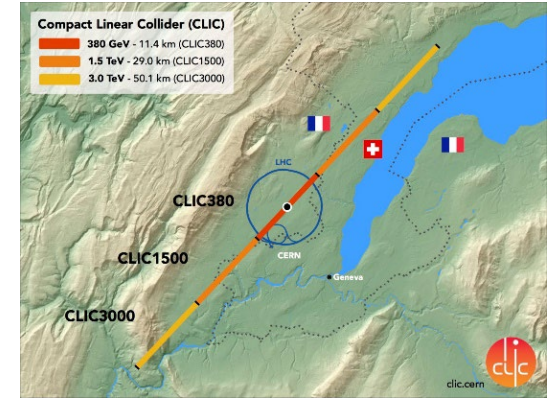 Compact Linear Collider (CLIC)
380 GeV - 11.4 km (CLIC380)
1.5 TeV - 29.0 km (CLIC1500)
3.0 TeV - 50.1 km (CLIC3000)
LHC
CLIC380
CERN
CLIC1500
Geneva
CLIC3000
clic
clic.cern